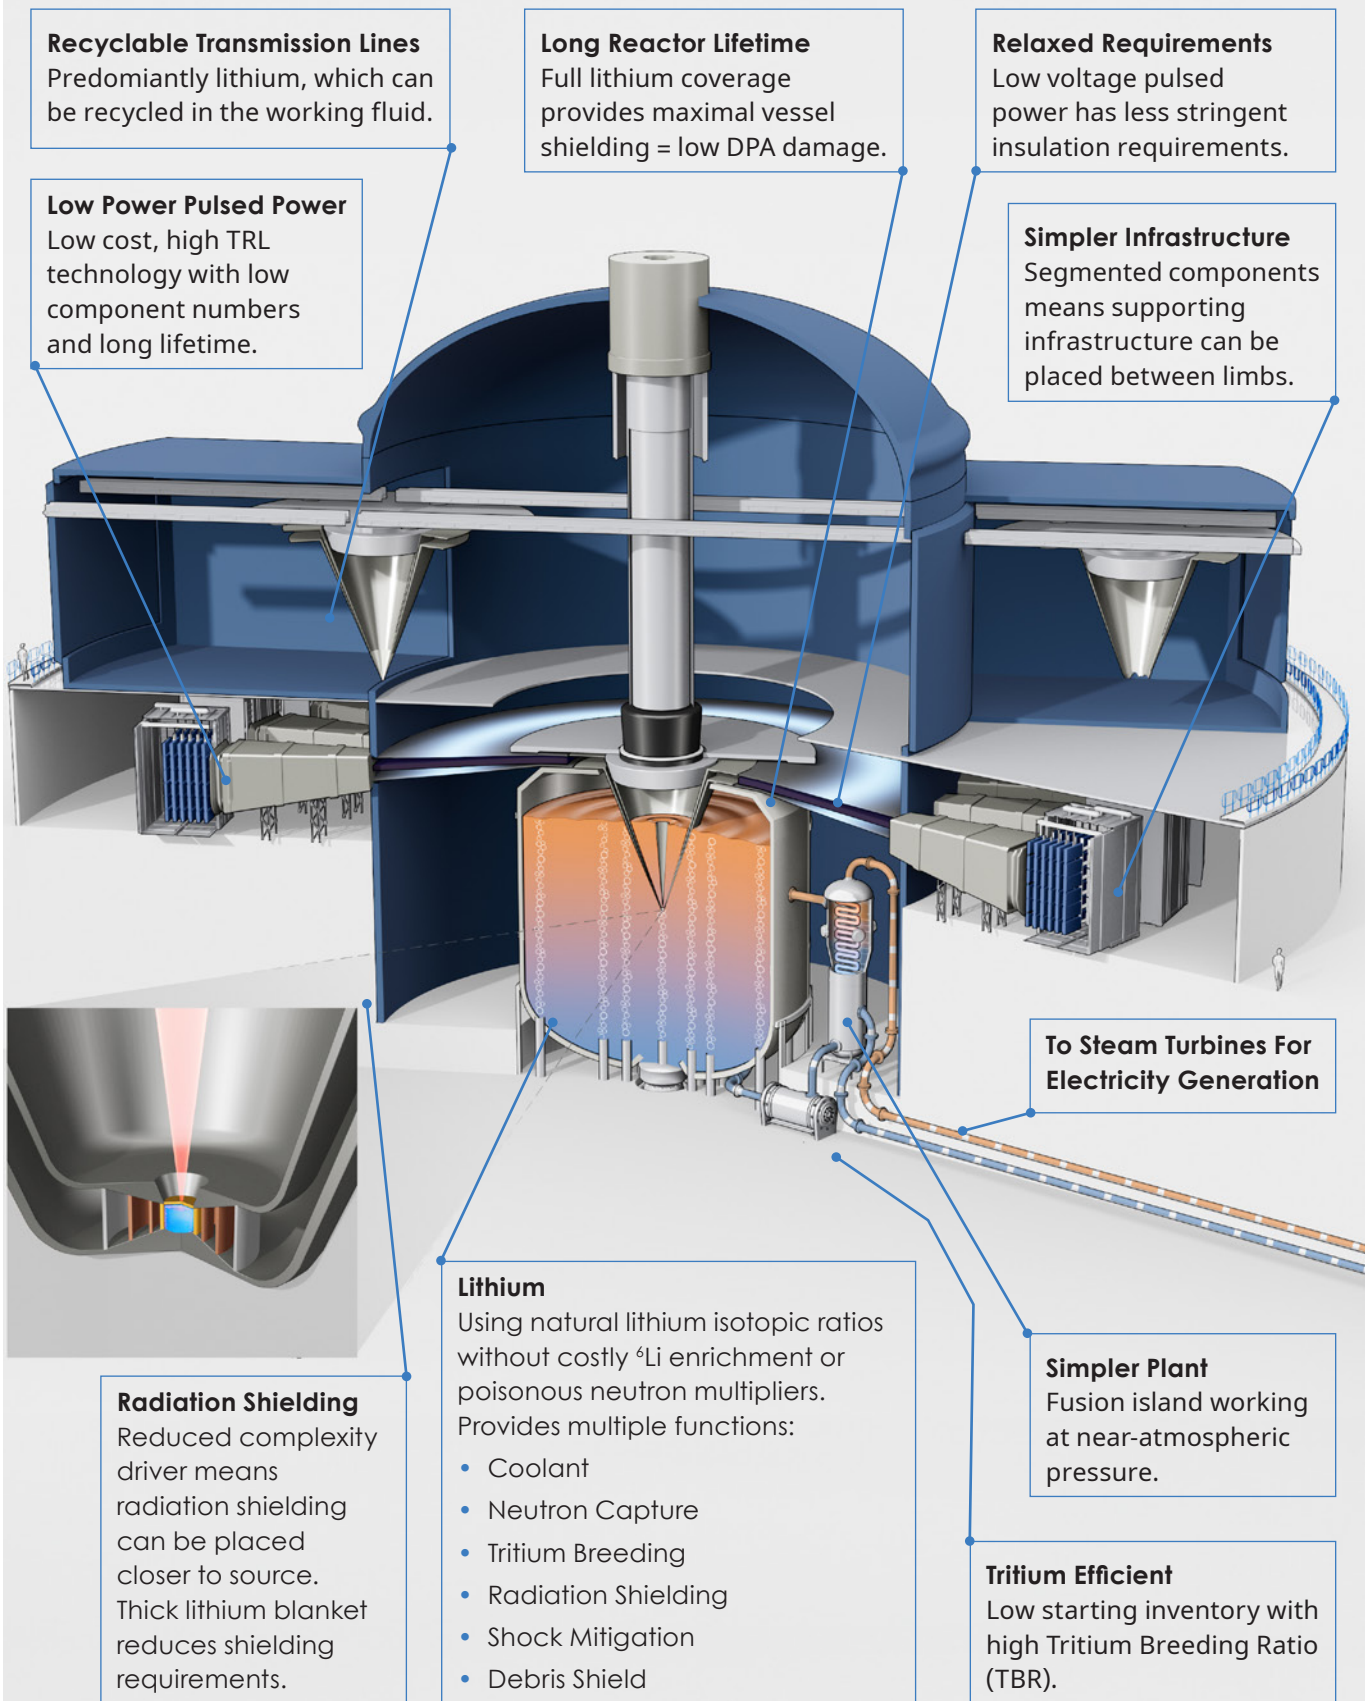 Recyclable Transmission Lines
Predomiantly lithium, which can
be recycled in the working fluid.
Long Reactor Lifetime
Full lithium coverage
provides maximal vessel
shielding = low DPA damage.
Relaxed Requirements
Low voltage pulsed
power has less stringent
insulation requirements.
Low Power Pulsed Power
Low cost, high TRL
technology with low
component numbers
and long lifetime.
Simpler Infrastructure
Segmented components
means supporting
infrastructure can be
placed between limbs.
To Steam Turbines For
Electricity Generation
Lithium
Using natural lithium isotopic ratios
without costly ⁶Li enrichment or
poisonous neutron multipliers.
Provides multiple functions:
• Coolant
• Neutron Capture
• Tritium Breeding
• Radiation Shielding
• Shock Mitigation
• Debris Shield
Simpler Plant
Fusion island working
at near-atmospheric
pressure.
Radiation Shielding
Reduced complexity
driver means
radiation shielding
can be placed
closer to source.
Thick lithium blanket
reduces shielding
requirements.
Tritium Efficient
Low starting inventory with
high Tritium Breeding Ratio
(TBR).